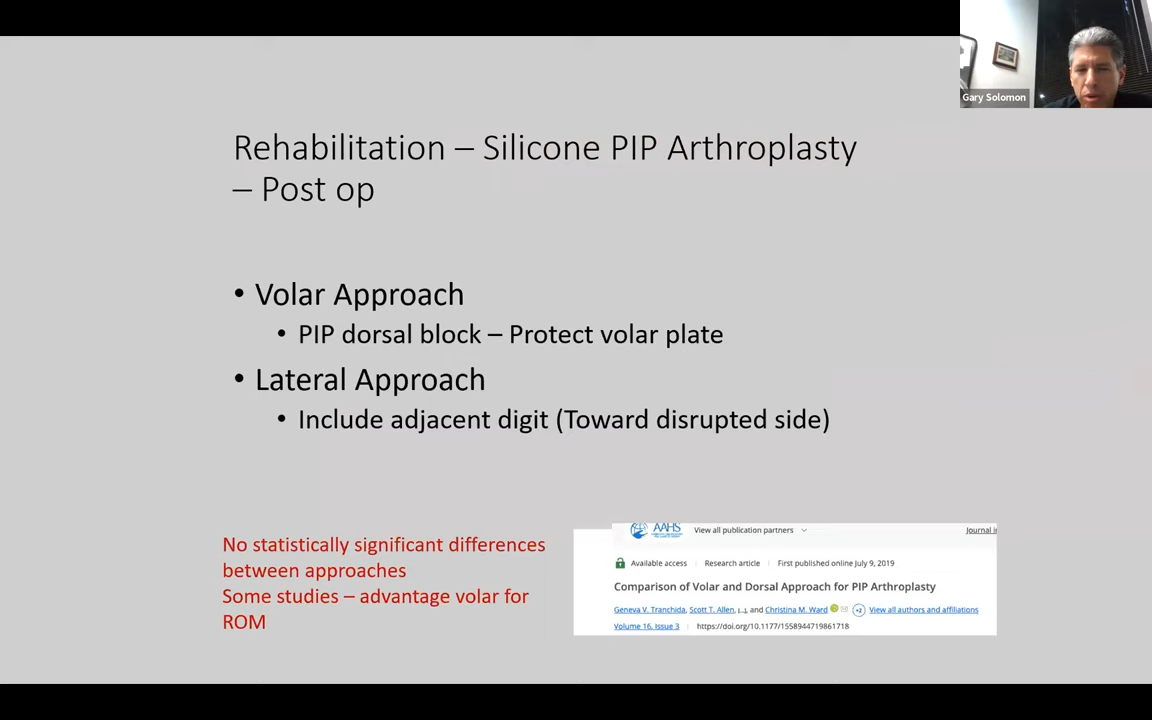 Gary Solomon
Rehabilitation – Silicone PIP Arthroplasty
– Post op
• Volar Approach
• PIP dorsal block – Protect volar plate
• Lateral Approach
• Include adjacent digit (Toward disrupted side)
No statistically significant differences
between approaches
Some studies – advantage volar for
ROM
AAHS View all publication partners Journal
Available access Research article First published online July 9, 2019
Comparison of Volar and Dorsal Approach for PIP Arthroplasty
Geneva V. Tranchida, Scott T. Allen, [...], and Christina M. Ward +2 View all authors and affiliations
Volume 16, Issue 3 https://doi.org/10.1177/1558944719861718